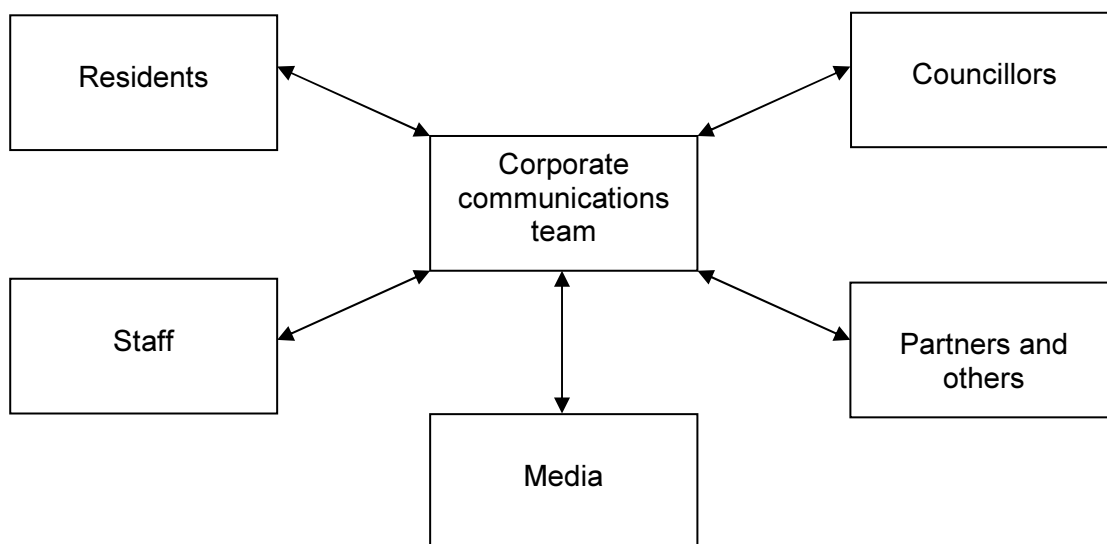 Residents
Councillors
Corporate
communications
team
Staff
Partners and
others
Media